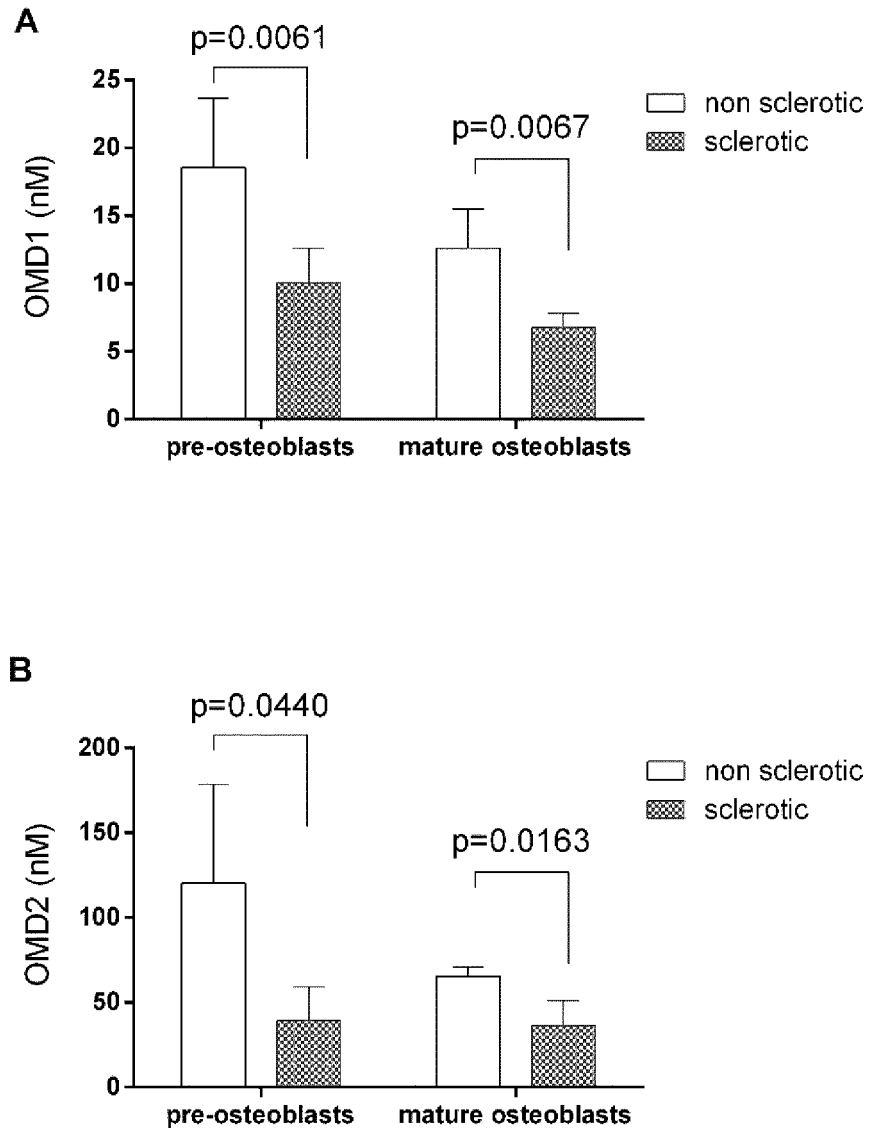 A
p=0.0061
p=0.0067
non sclerotic
sclerotic
OMD1 (nM)
25
20
15
10
5
0
pre-osteoblasts
mature osteoblasts
B
p=0.0440
p=0.0163
non sclerotic
sclerotic
OMD2 (nM)
200
150
100
50
0
pre-osteoblasts
mature osteoblasts